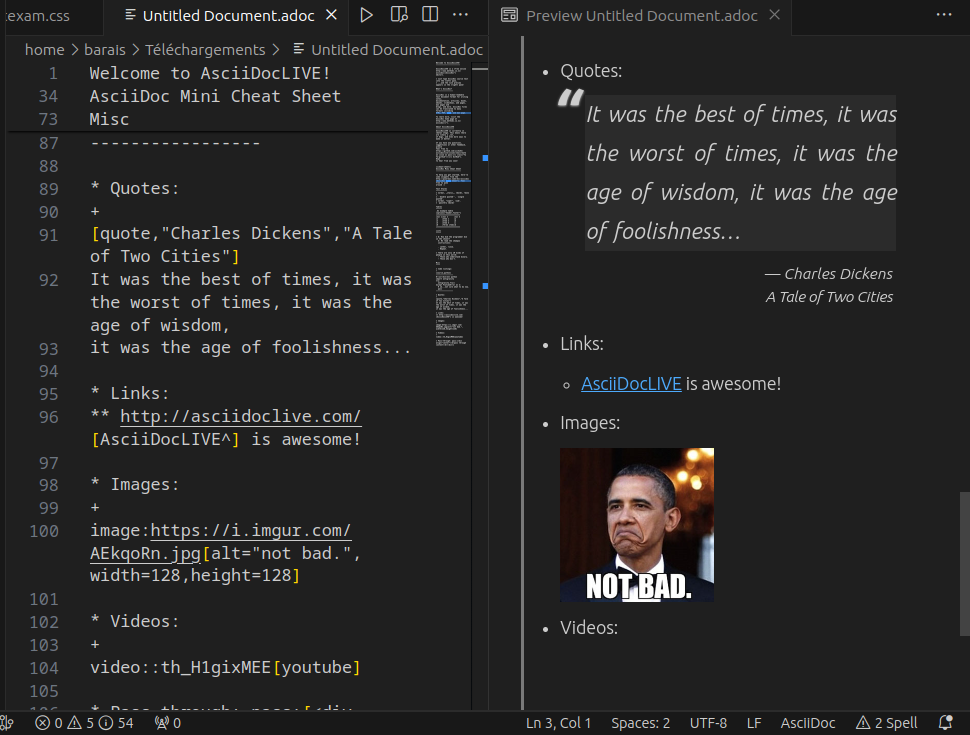 exam.css
Untitled Document.adoc
Preview Untitled Document.adoc
home > barais > Téléchargements > Untitled Document.adoc
1 Welcome to AsciiDocLIVE!
34 AsciiDoc Mini Cheat Sheet
73 Misc
87 -----------------
88
89 * Quotes:
90 +
91 [quote,"Charles Dickens","A Tale
of Two Cities"]
92 It was the best of times, it was
the worst of times, it was the
age of wisdom,
93 it was the age of foolishness...
94
95 * Links:
96 ** http://asciidoclive.com/
[AsciiDocLIVE^] is awesome!
97
98 * Images:
99 +
100 image:https://i.imgur.com/
AEkqoRn.jpg[alt="not bad.",
width=128,height=128]
101
102 * Videos:
103 +
104 video::th_H1gixMEE[youtube]
105
• Quotes:
“
It was the best of times, it was
the worst of times, it was the
age of wisdom, it was the age
of foolishness…
— Charles Dickens
A Tale of Two Cities
• Links:
◦ AsciiDocLIVE is awesome!
• Images:
NOT BAD.
• Videos:
0 5 54 0
Ln 3, Col 1 Spaces: 2 UTF-8 LF AsciiDoc 2 Spell